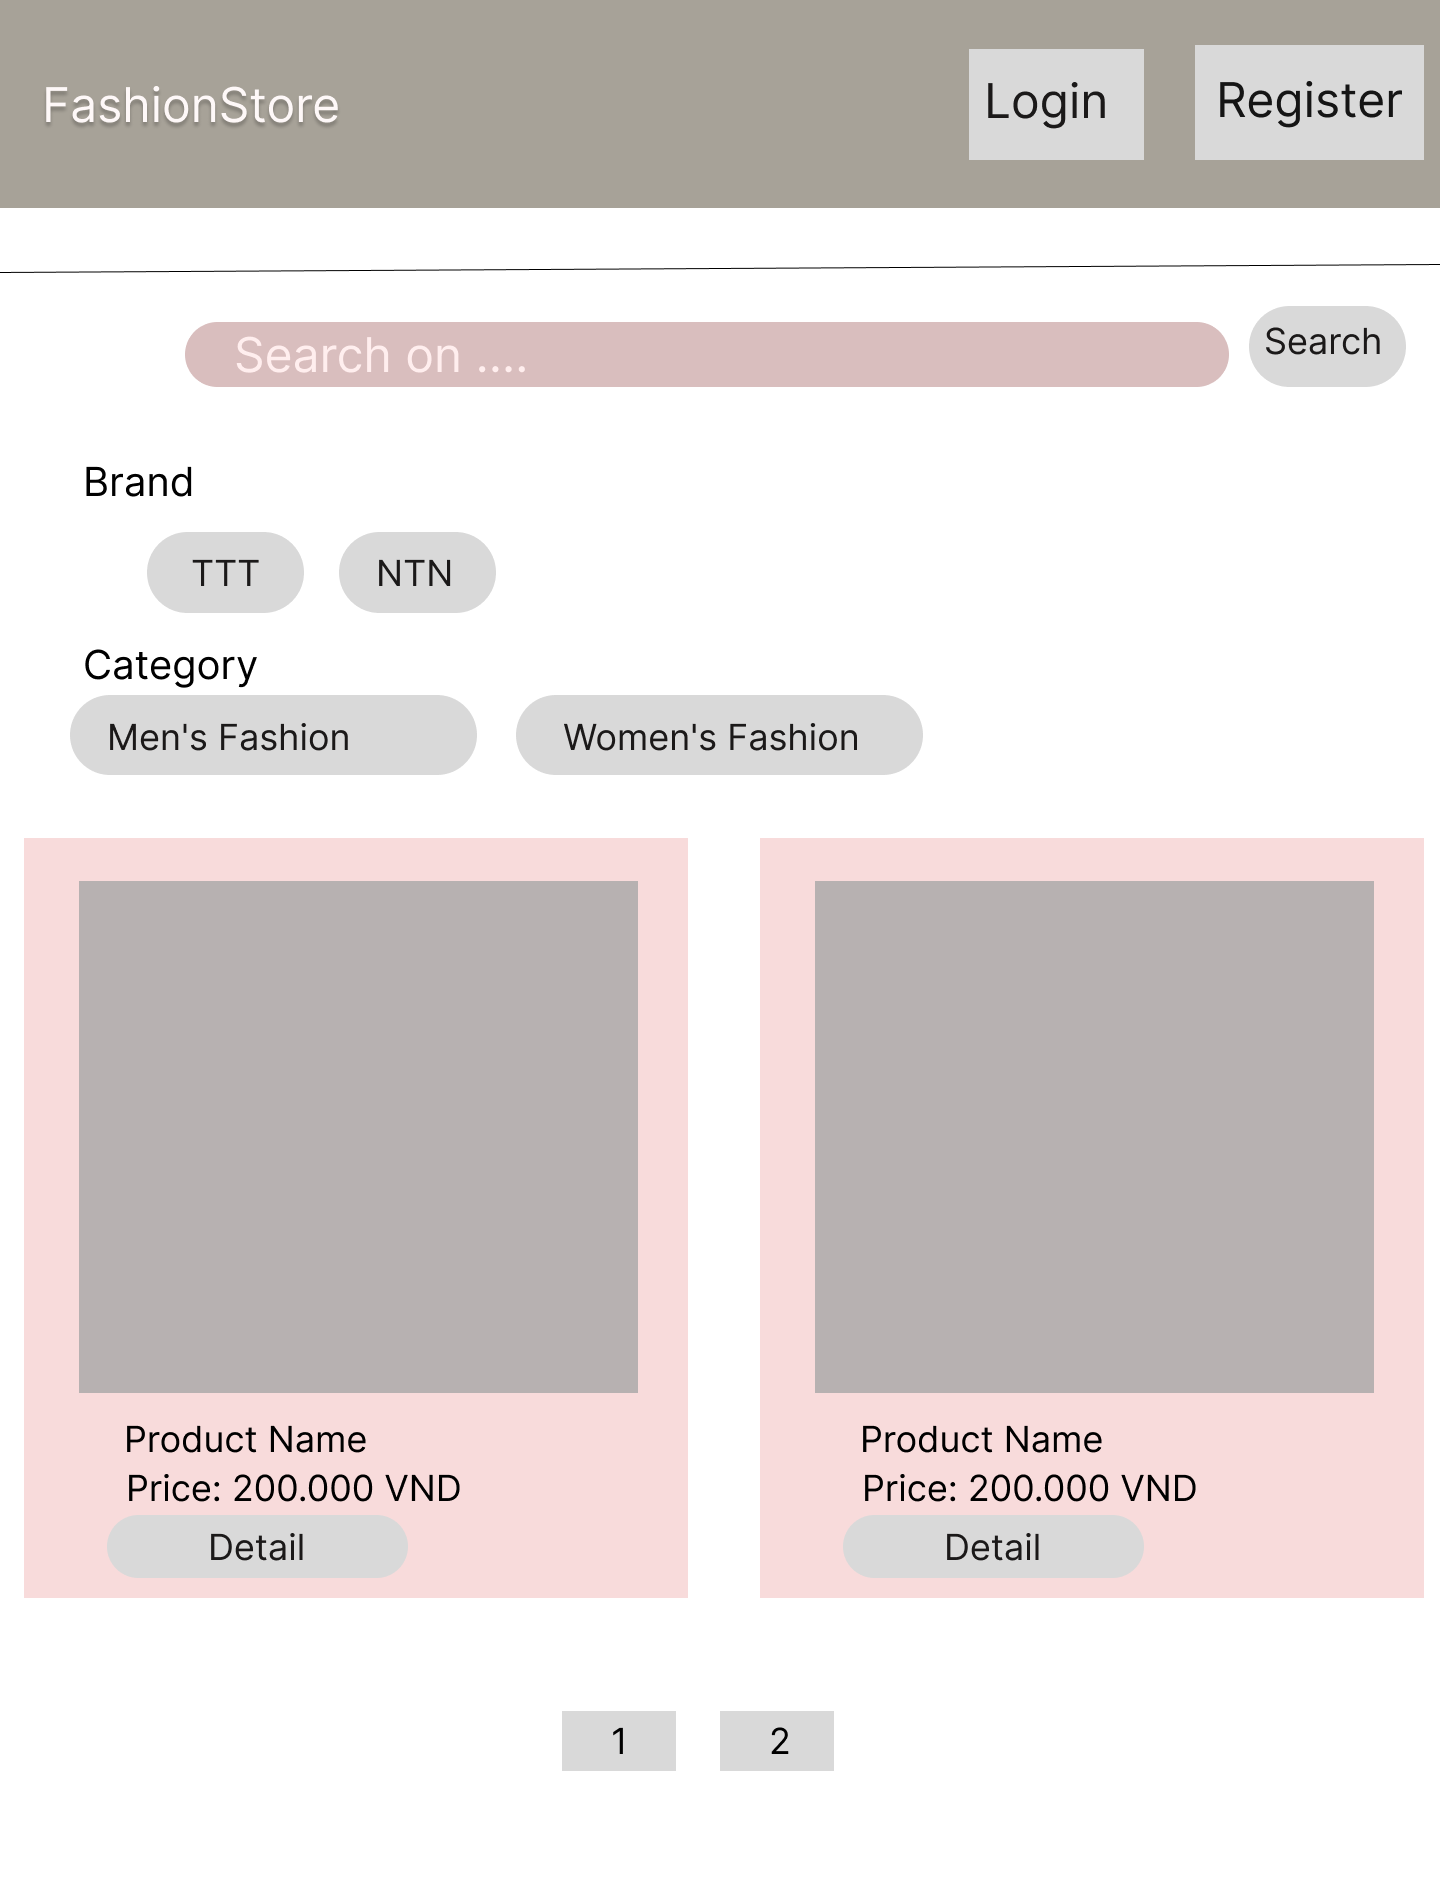 FashionStore
Login
Register
Search on ....
Search
Brand
TTT
NTN
Category
Men's Fashion
Women's Fashion
Product Name
Price: 200.000 VND
Detail
Product Name
Price: 200.000 VND
Detail
1
2